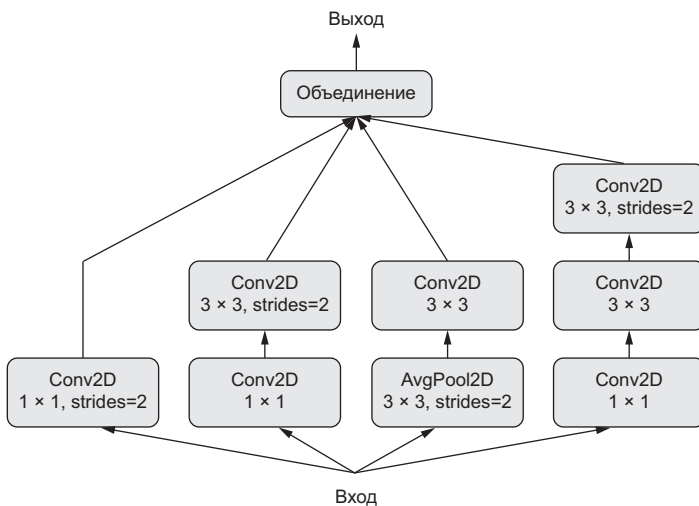 Выход
Объединение
Conv2D
3 × 3, strides=2
Conv2D
3 × 3, strides=2
Conv2D
3 × 3
Conv2D
3 × 3
Conv2D
1 × 1, strides=2
Conv2D
1 × 1
AvgPool2D
3 × 3, strides=2
Conv2D
1 × 1
Вход